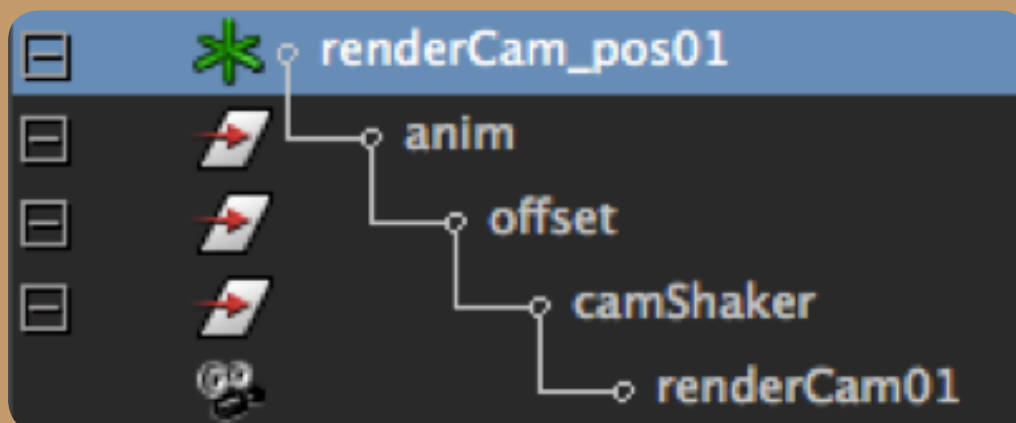 renderCam_pos01
anim
offset
camShaker
renderCam01